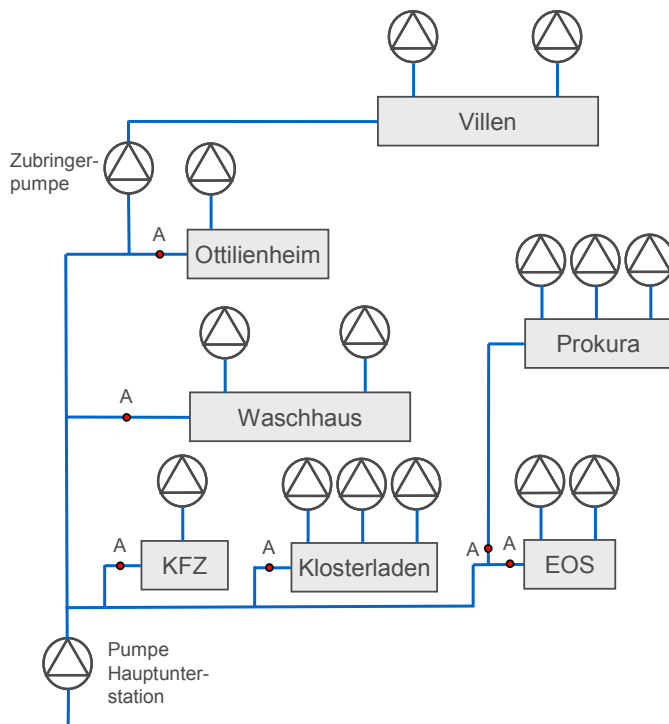 Villen
Zubringer-
pumpe
A
Ottilienheim
Prokura
A
Waschhaus
A
KFZ
A
Klosterladen
A
A
EOS
Pumpe
Hauptunter-
station